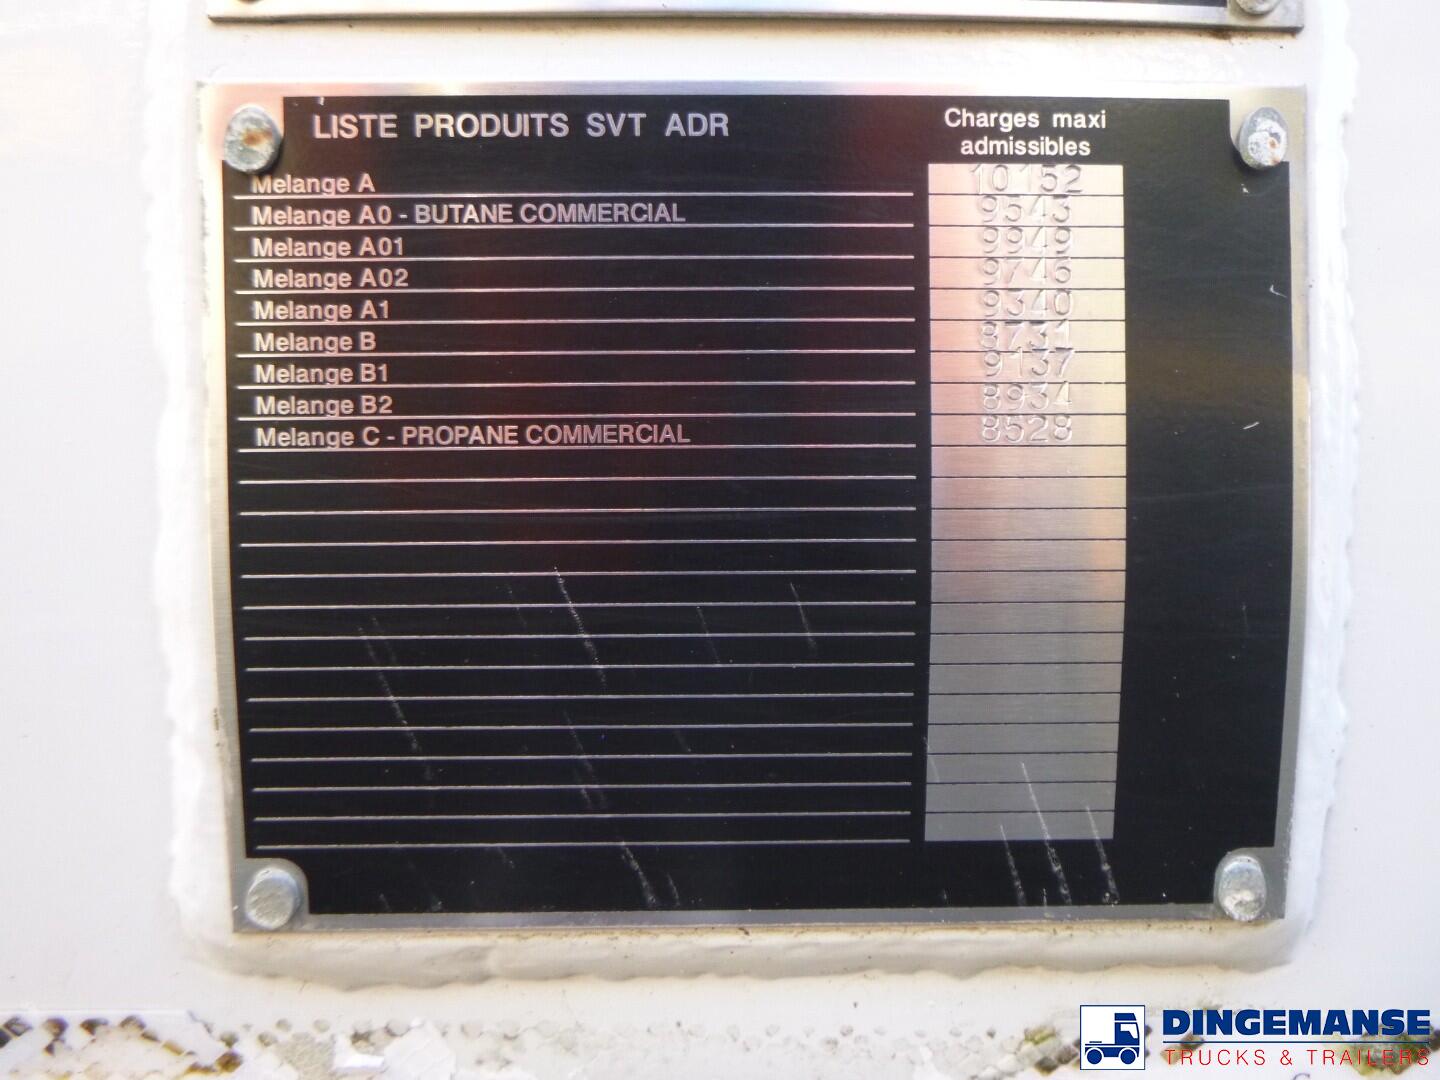 LISTE PRODUITS SVT ADR
Charges maxi
admissibles
Melange A 10152
Melange A0 - BUTANE COMMERCIAL 9543
Melange A01 9949
Melange A02 9746
Melange A1 9340
Melange B 8731
Melange B1 9137
Melange B2 8934
Melange C - PROPANE COMMERCIAL 8528
DINGEMANSE
TRUCKS & TRAILERS